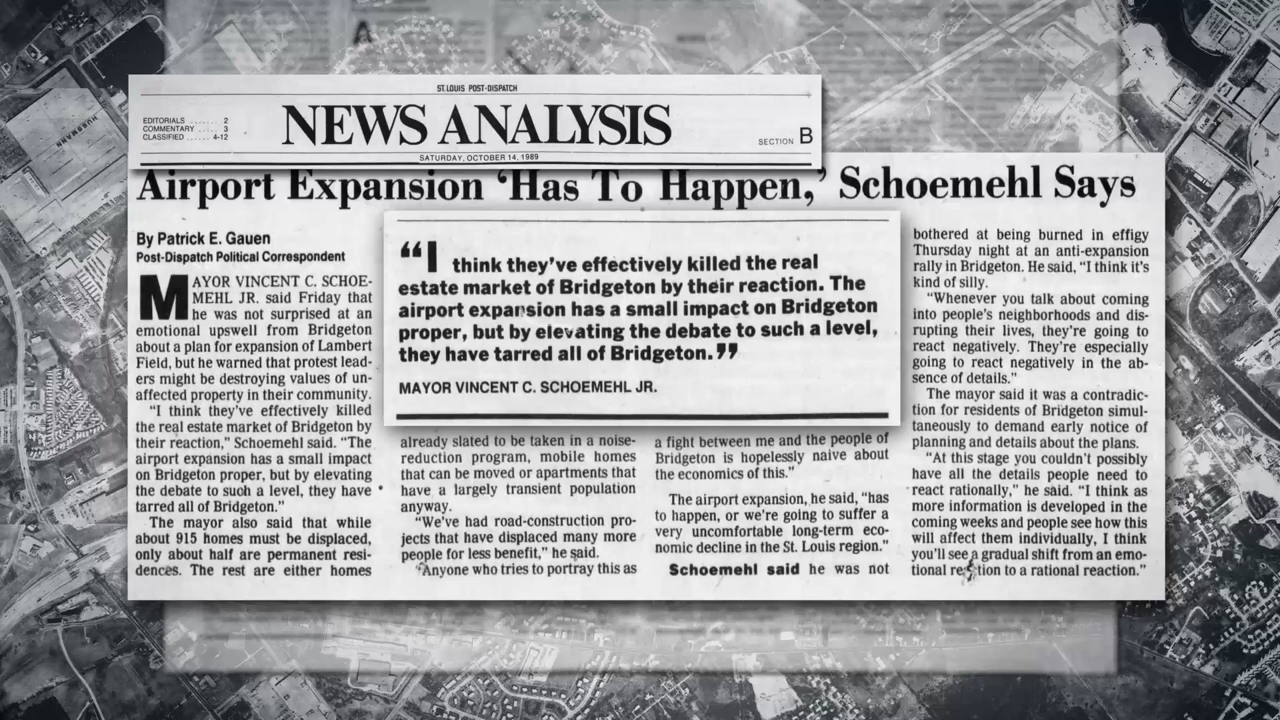 ST. LOUIS POST-DISPATCH
EDITORIALS ....... 2
COMMENTARY ..... 3
CLASSIFIED ...... 4-12
NEWS ANALYSIS
SECTION B
SATURDAY, OCTOBER 14, 1989
Airport Expansion ‘Has To Happen,’ Schoemehl Says
By Patrick E. Gauen
Post-Dispatch Political Correspondent
MAYOR VINCENT C. SCHOE-
MEHL JR. said Friday that
he was not surprised at an
emotional upswell from Bridgeton
about a plan for expansion of Lambert
Field, but he warned that protest lead-
ers might be destroying values of un-
affected property in their community.
“I think they’ve effectively killed
the real estate market of Bridgeton by
their reaction,” Schoemehl said. “The
airport expansion has a small impact
on Bridgeton proper, but by elevating
the debate to such a level, they have
tarred all of Bridgeton.”
The mayor also said that while
about 915 homes must be displaced,
only about half are permanent resi-
dences. The rest are either homes
“I think they’ve effectively killed the real
estate market of Bridgeton by their reaction. The
airport expansion has a small impact on Bridgeton
proper, but by elevating the debate to such a level,
they have tarred all of Bridgeton.”
MAYOR VINCENT C. SCHOEMEHL JR.
already slated to be taken in a noise-
reduction program, mobile homes
that can be moved or apartments that
have a largely transient population
anyway.
“We’ve had road-construction pro-
jects that have displaced many more
people for less benefit,” he said.
“Anyone who tries to portray this as
a fight between me and the people of
Bridgeton is hopelessly naive about
the economics of this.”
The airport expansion, he said, “has
to happen, or we’re going to suffer a
very uncomfortable long-term eco-
nomic decline in the St. Louis region.”
Schoemehl said he was not
bothered at being burned in effigy
Thursday night at an anti-expansion
rally in Bridgeton. He said, “I think it’s
kind of silly.
“Whenever you talk about coming
into people’s neighborhoods and dis-
rupting their lives, they’re going to
react negatively. They’re especially
going to react negatively in the ab-
sence of details.”
The mayor said it was a contradic-
tion for residents of Bridgeton simul-
taneously to demand early notice of
planning and details about the plans.
“At this stage you couldn’t possibly
have all the details people need to
react rationally,” he said. “I think as
more information is developed in the
coming weeks and people see how this
will affect them individually, I think
you’ll see a gradual shift from an emo-
tional reaction to a rational reaction.”